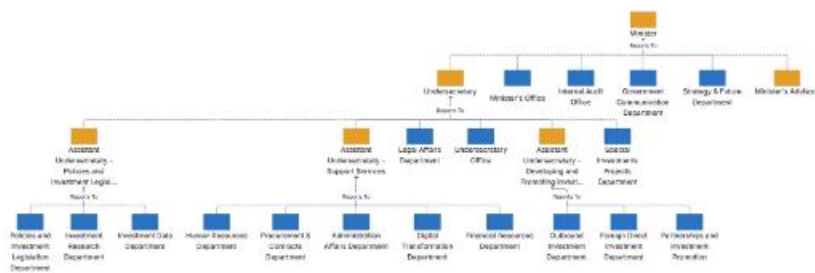 Minister
Reports To
Undersecretary
Minister's Office
Internal Audit
Office
Government
Communication
Department
Strategy & Future
Department
Minister's Advisor
Reports To
Assistant
Undersecretary -
Policies and
Investment Legisl...
Assistant
Undersecretary -
Support Services
Legal Affairs
Department
Undersecretary
Office
Assistant
Undersecretary -
Developing and
Promoting Invest...
Special
Investments
Projects
Department
Reports To
Reports To
Reports To
Policies and
Investment
Legislation
Department
Investment
Research
Department
Investment Data
Department
Human Resources
Department
Procurement &
Contracts
Department
Administration
Affairs Department
Digital
Transformation
Department
Financial Resources
Department
Outbound
Investment
Department
Foreign Direct
Investment
Department
Partnerships and
Investment
Promotion